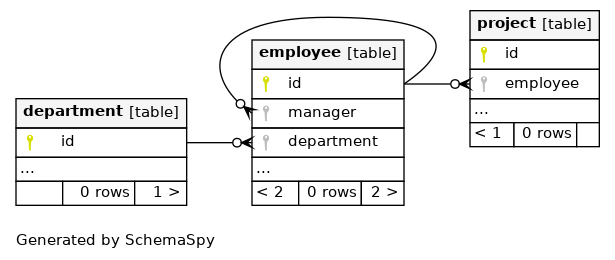 department [table]
id
...
0 rows 1 >
employee [table]
id
manager
department
...
< 2 0 rows 2 >
project [table]
id
employee
...
< 1 0 rows
Generated by SchemaSpy